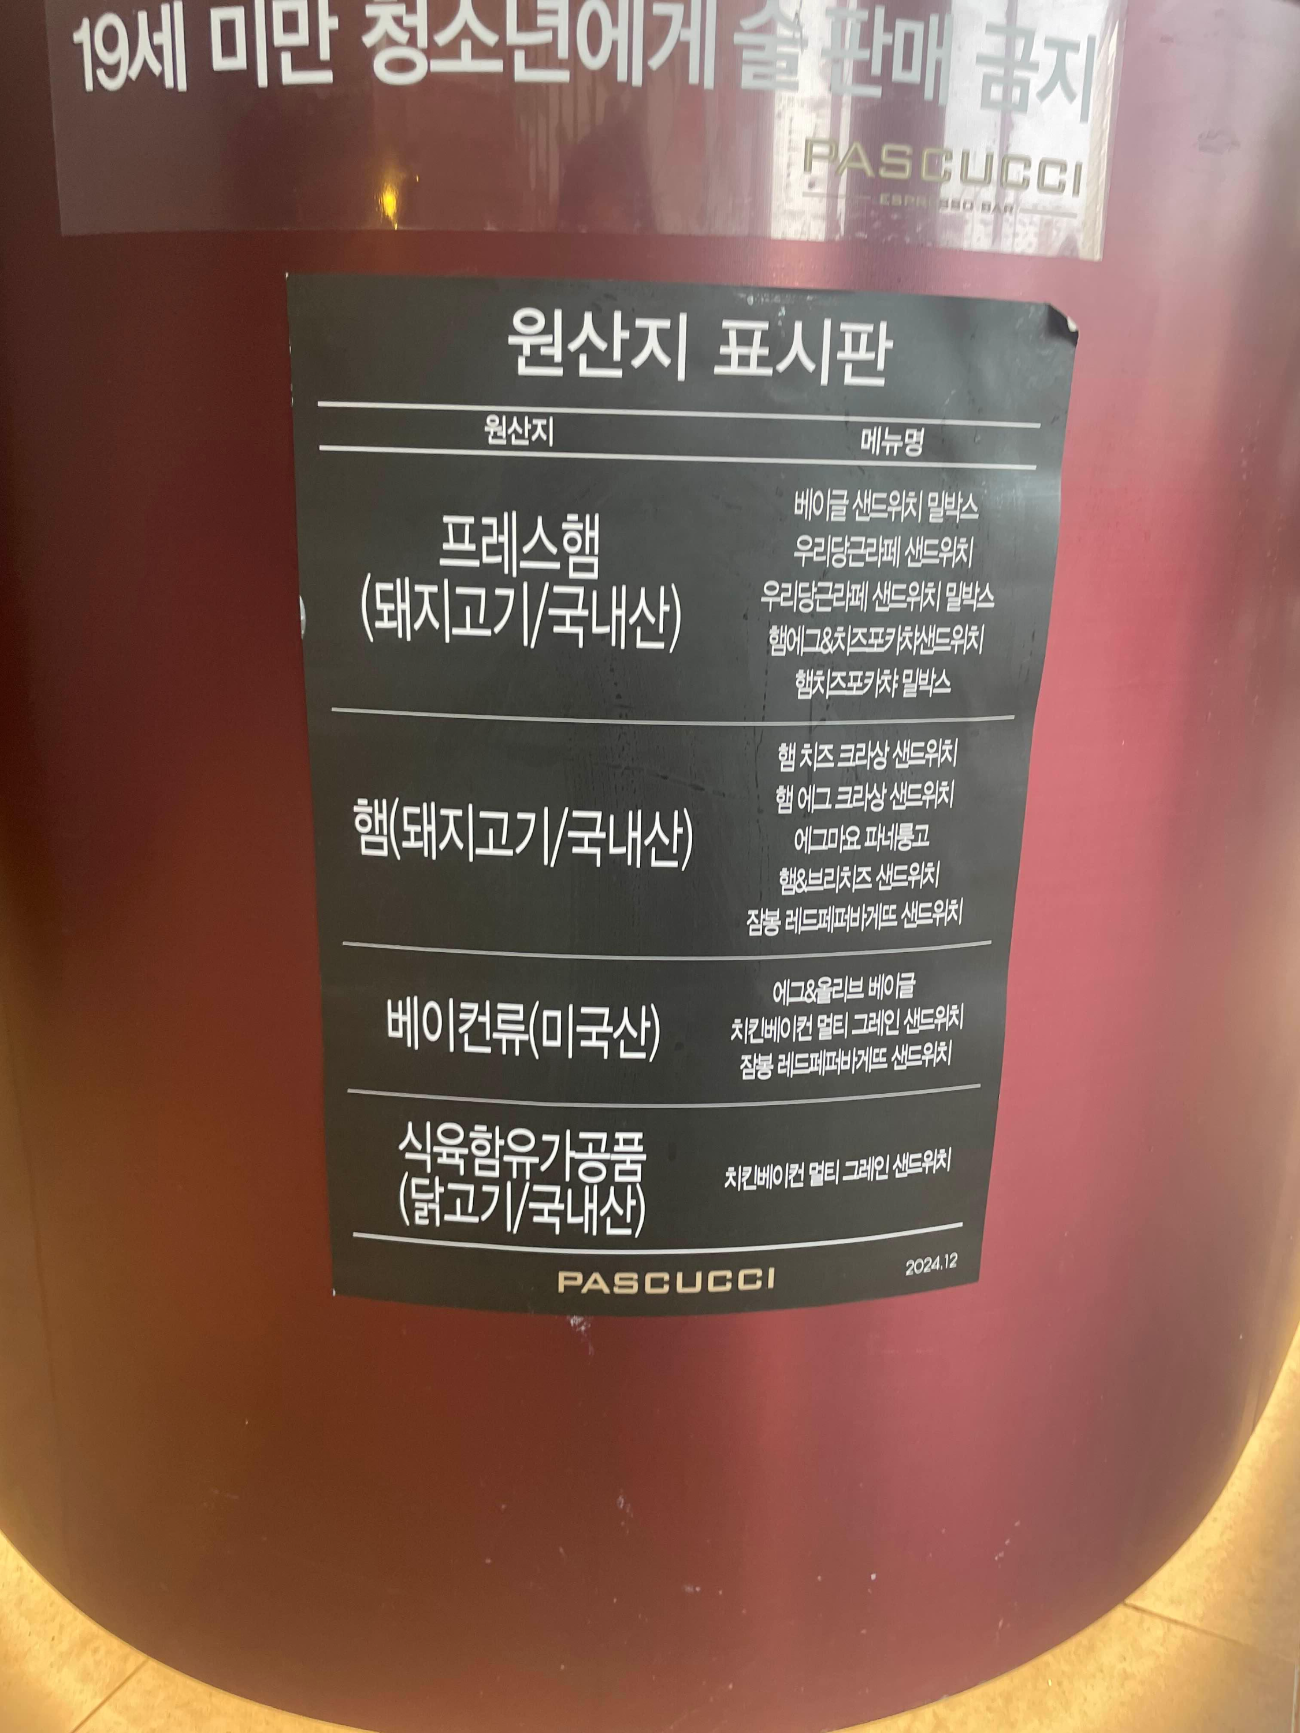 19세 미만 청소년에게 술 판매 금지
PASCUCCI
ESPRESSO BAR
원산지 표시판
원산지 메뉴명
프레스햄
(돼지고기/국내산)
베이글 샌드위치 밀박스
우리당근라페 샌드위치
우리당근라페 샌드위치 밀박스
햄에그&치즈포카챠샌드위치
햄치즈포카챠 밀박스
햄(돼지고기/국내산)
햄 치즈 크라상 샌드위치
햄 에그 크라상 샌드위치
에그마요 파네통고
햄&브리치즈 샌드위치
잠봉 레드페퍼바게뜨 샌드위치
베이컨류(미국산)
에그&올리브 베이글
치킨베이컨 멀티 그레인 샌드위치
잠봉 레드페퍼바게뜨 샌드위치
식육함유가공품
(닭고기/국내산)
치킨베이컨 멀티 그레인 샌드위치
PASCUCCI
2024.12